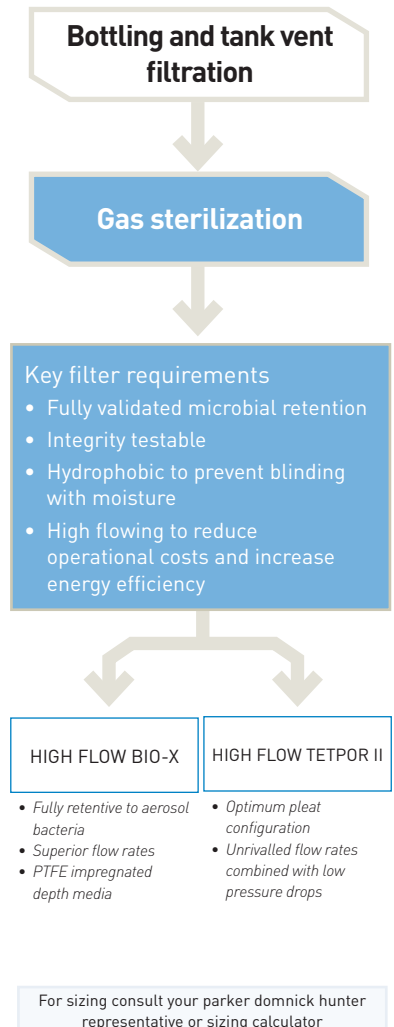 Bottling and tank vent
filtration
Gas sterilization
Key filter requirements
• Fully validated microbial retention
• Integrity testable
• Hydrophobic to prevent blinding
with moisture
• High flowing to reduce
operational costs and increase
energy efficiency
HIGH FLOW BIO-X
• Fully retentive to aerosol
bacteria
• Superior flow rates
• PTFE impregnated
depth media
HIGH FLOW TETPOR II
• Optimum pleat
configuration
• Unrivalled flow rates
combined with low
pressure drops
For sizing consult your parker domnick hunter
representative or sizing calculator